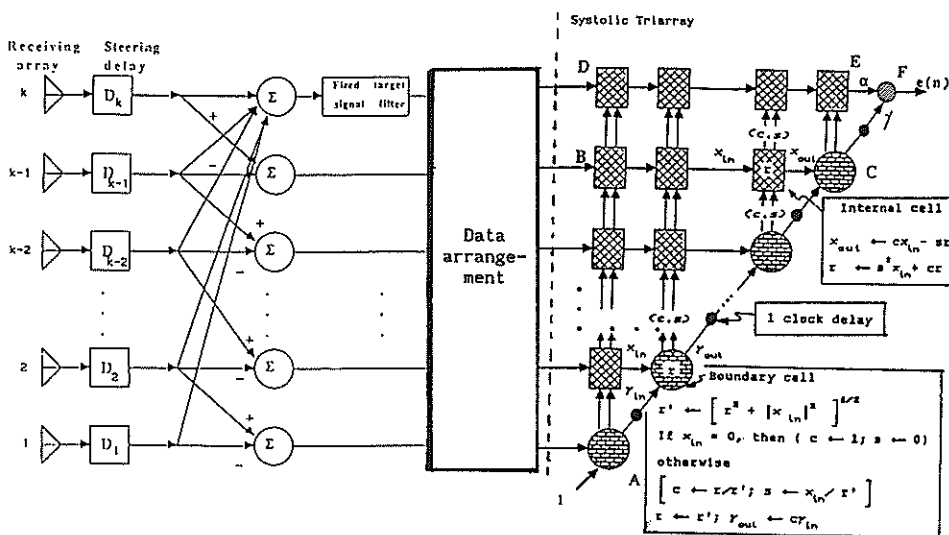 Systolic Triarray
Receiving array
Steering delay
k
D_k
Σ
Fixed target signal filter
D
E
F
α
e(n)
γ
+
(c,s)
k-1
D_k-1
-
Σ
B
x_in
r
x_out
C
+
(c,s)
Internal cell
k-2
D_k-2
-
Σ
Data arrange-ment
x_out ← cx_in - sr
r ← s* x_in + cr
1 clock delay
(c,s)
+
x_in
γ_out
2
D_2
-
Σ
r
Boundary cell
γ_in
r' ← [ r² + |x_in|² ]^1/2
+
If x_in = 0, then ( c ← 1; s ← 0)
1
D_1
-
Σ
A
otherwise
1
[ c ← r/r'; s ← x_in/ r' ]
r ← r'; γ_out ← cγ_in